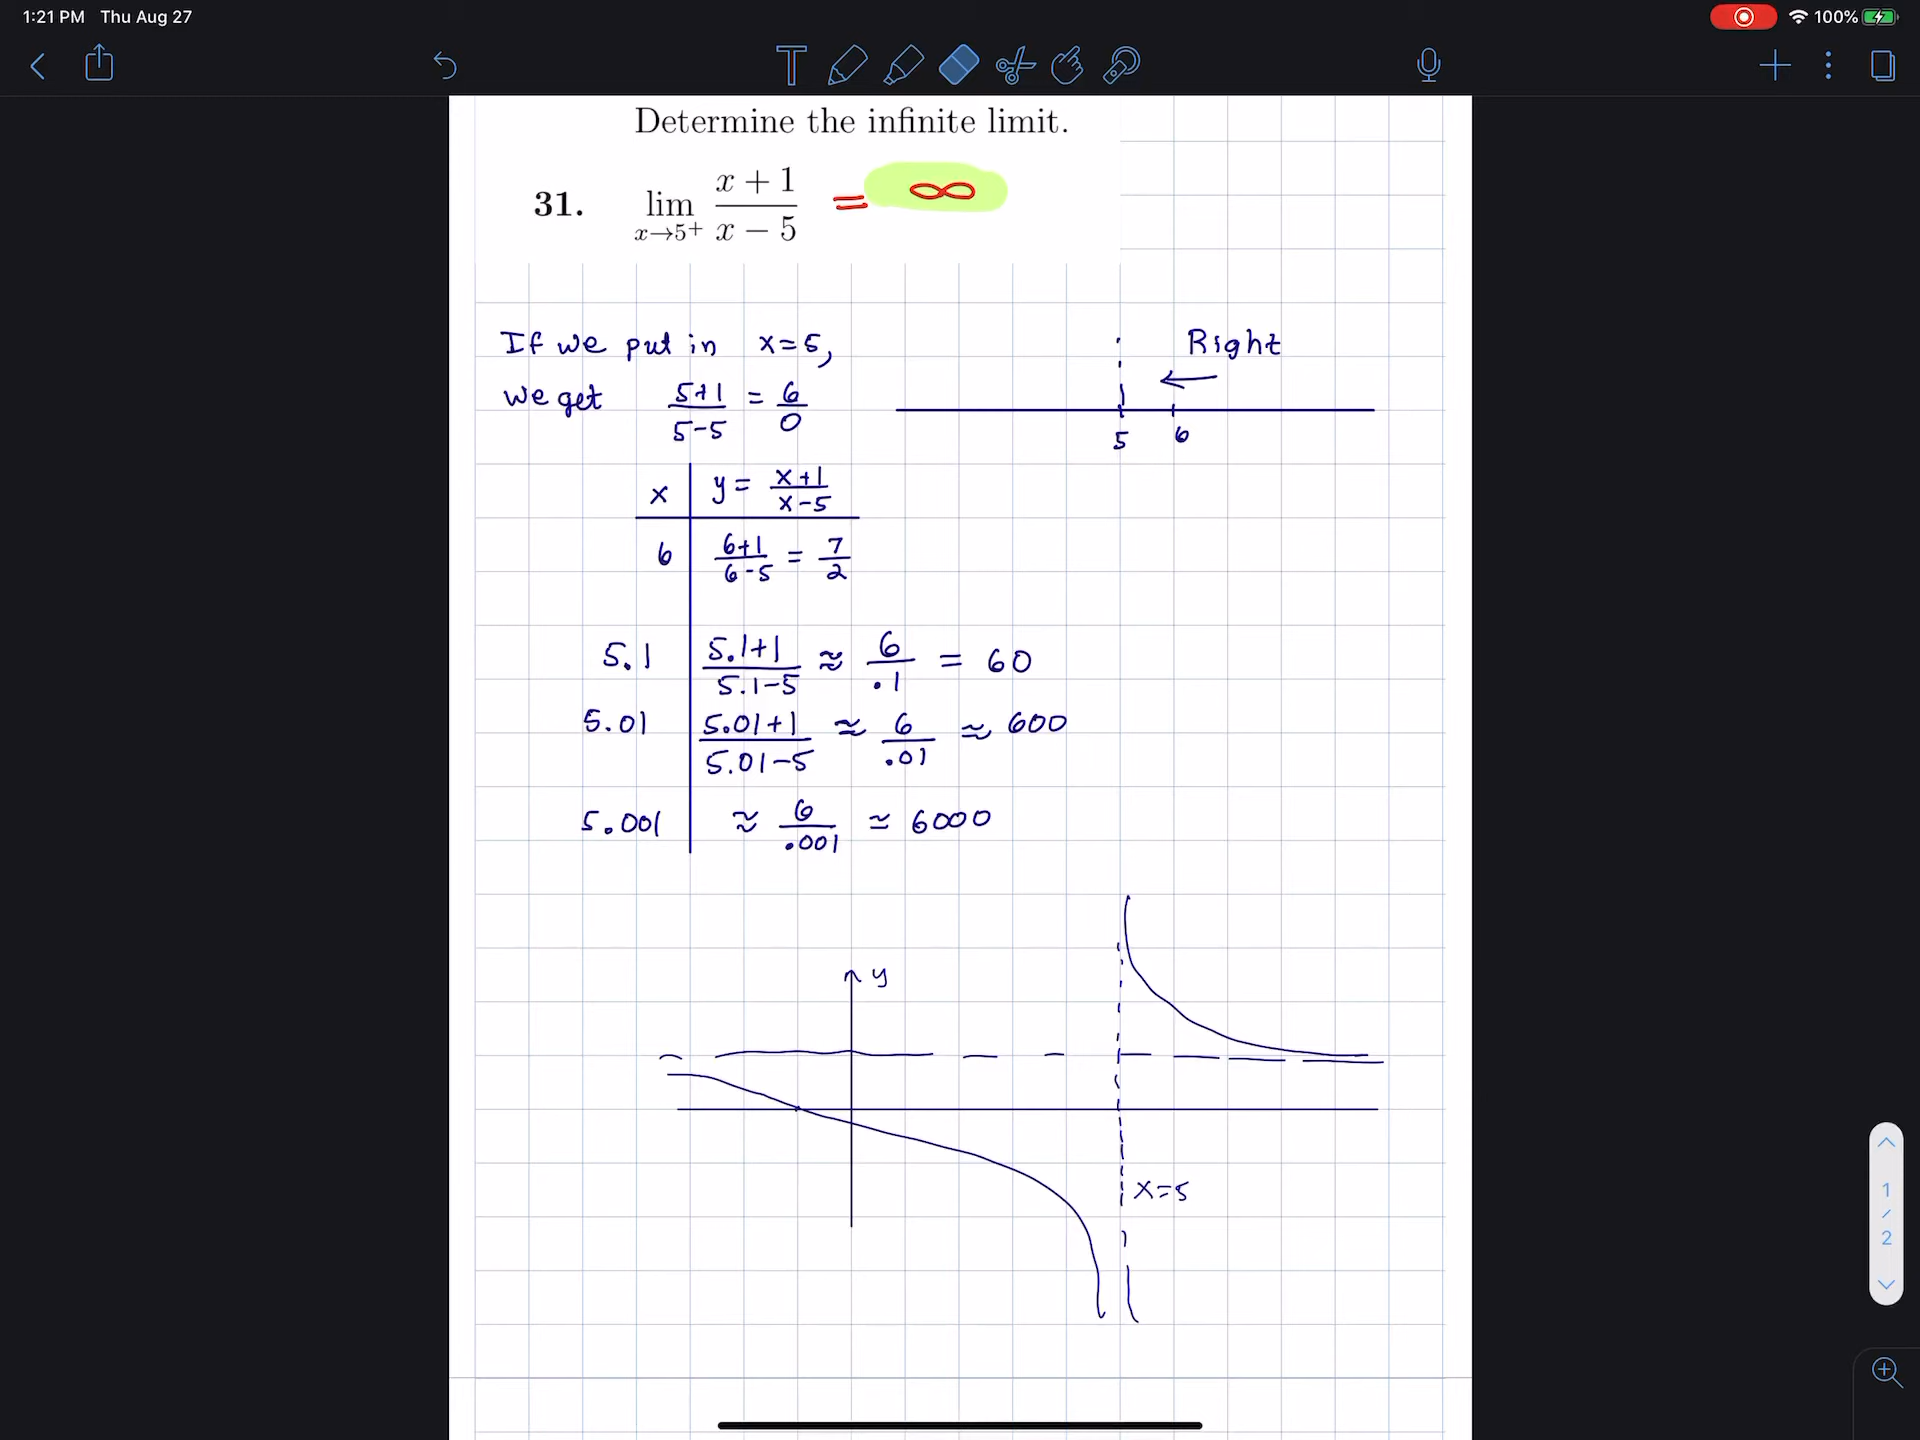 1:21 PM Thu Aug 27
100%
Determine the infinite limit.
31. lim x→5⁺ (x + 1)/(x − 5) = ∞
If we put in x=5,
we get (5+1)/(5-5) = 6/0
Right
5 6
x | y = (x+1)/(x-5)
6 | (6+1)/(6-5) = 7/2
5.1 | (5.1+1)/(5.1-5) ≈ 6/.1 = 60
5.01 | (5.01+1)/(5.01-5) ≈ 6/.01 ≈ 600
5.001 | ≈ 6/.001 ≈ 6000
y
x=5
1
/
2